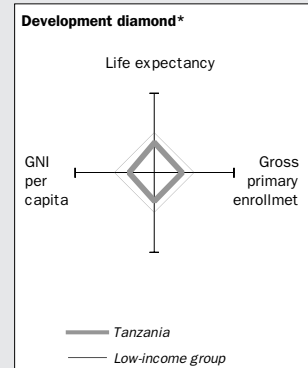 Development diamond*
Life expectancy
GNI
per
capita
Gross
primary
enrollmet
Tanzania
Low-income group